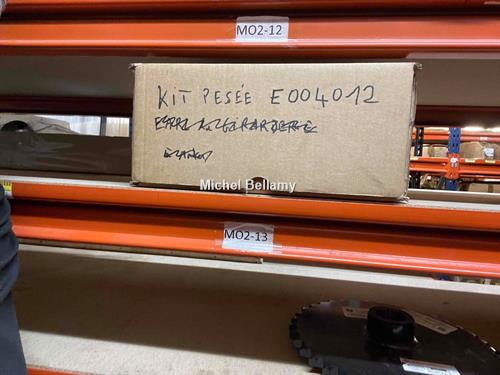 MO2-12
KIT PESÉE E004012
Michel Bellamy
MO2-13